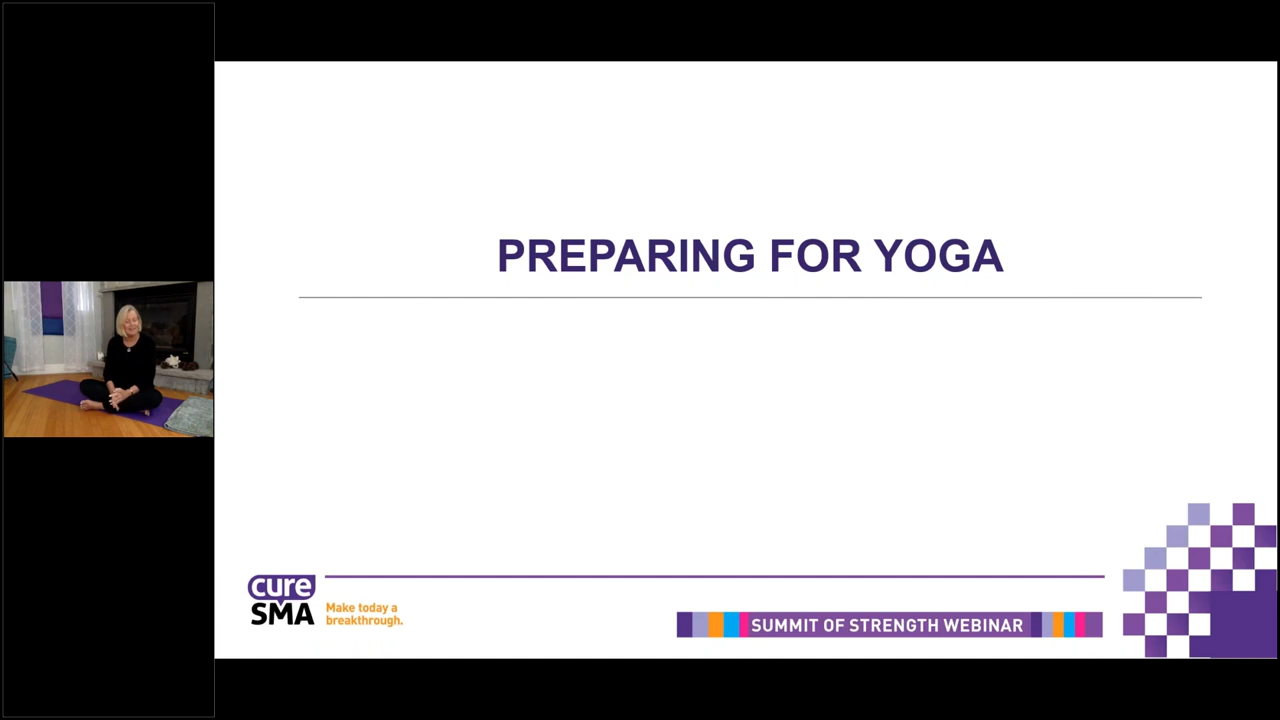 PREPARING FOR YOGA
cure
SMA
Make today a
breakthrough.
SUMMIT OF STRENGTH WEBINAR